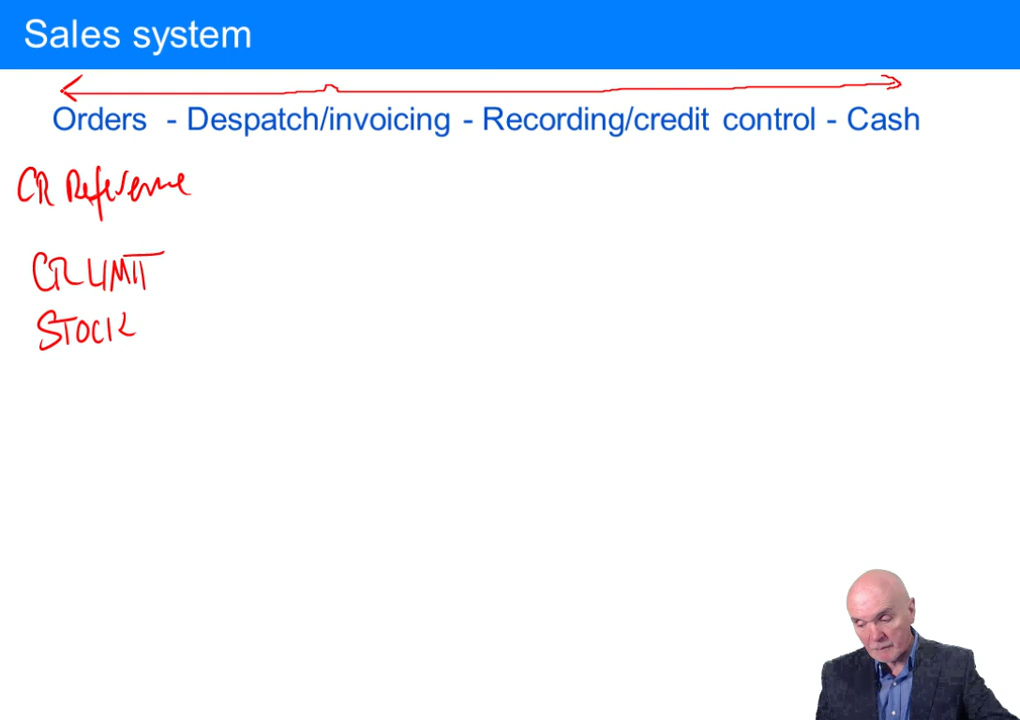 Sales system
Orders - Despatch/invoicing - Recording/credit control - Cash
CR Reference
CR LIMIT
STOCK